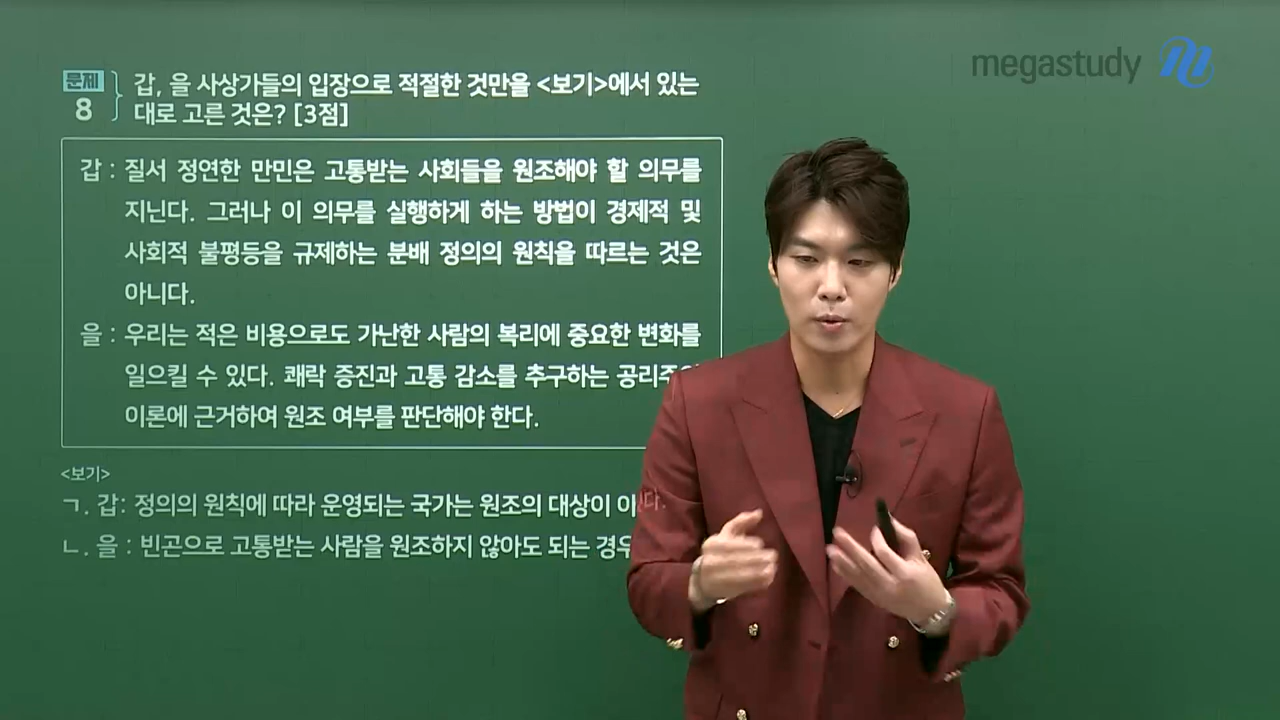 megastudy
문제 8
갑, 을 사상가들의 입장으로 적절한 것만을 <보기>에서 있는
대로 고른 것은? [3점]
갑 : 질서 정연한 만민은 고통받는 사회들을 원조해야 할 의무를
지닌다. 그러나 이 의무를 실행하게 하는 방법이 경제적 및
사회적 불평등을 규제하는 분배 정의의 원칙을 따르는 것은
아니다.
을 : 우리는 적은 비용으로도 가난한 사람의 복리에 중요한 변화를
일으킬 수 있다. 쾌락 증진과 고통 감소를 추구하는
이론에 근거하여 원조 여부를 판단해야 한다.
<보기>
ㄱ. 갑: 정의의 원칙에 따라 운영되는 국가는 원조의 대상이
ㄴ. 을 : 빈곤으로 고통받는 사람을 원조하지 않아도 되는 경우